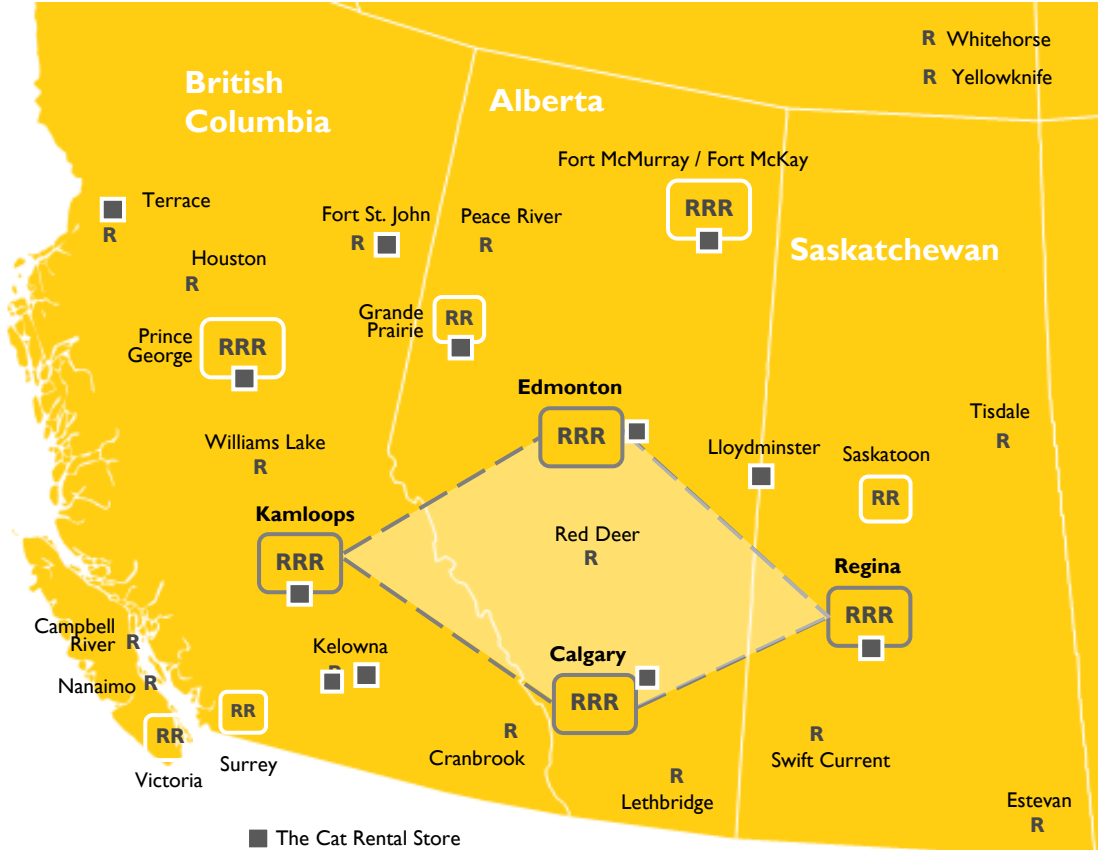 R Whitehorse
R Yellowknife
British
Columbia
Alberta
Fort McMurray / Fort McKay
RRR
Terrace
R
Fort St. John
R
Peace River
R
Saskatchewan
Houston
R
Grande
Prairie
RR
Prince
George
RRR
Edmonton
RRR
Tisdale
R
Williams Lake
R
Lloydminster
Saskatoon
RR
Kamloops
RRR
Red Deer
R
Regina
RRR
Campbell
River
R
Kelowna
R
Calgary
RRR
Nanaimo
R
RR
Surrey
RR
Victoria
R
Cranbrook
R
Swift Current
R
Lethbridge
Estevan
R
The Cat Rental Store